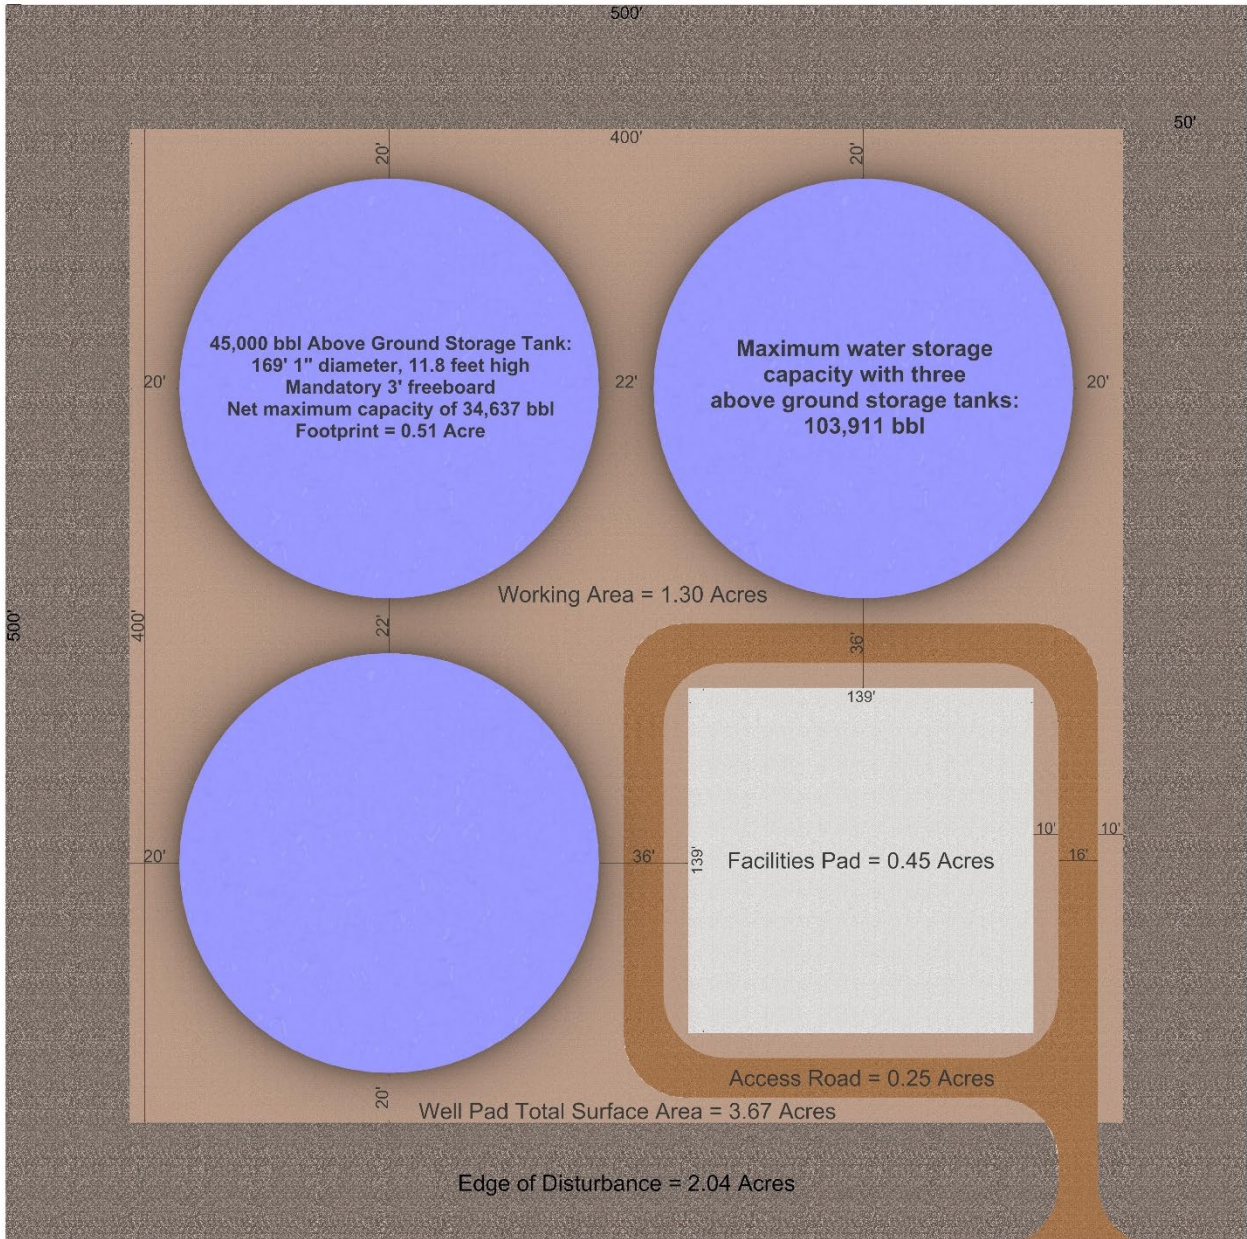 500'
50'
400'
20'
20'
45,000 bbl Above Ground Storage Tank:
169' 1" diameter, 11.8 feet high
Mandatory 3' freeboard
Net maximum capacity of 34,637 bbl
Footprint = 0.51 Acre
Maximum water storage
capacity with three
above ground storage tanks:
103,911 bbl
20'
22'
20'
Working Area = 1.30 Acres
500'
400'
22'
36'
139'
10'
10'
20'
36'
139'
Facilities Pad = 0.45 Acres
16'
Access Road = 0.25 Acres
20'
Well Pad Total Surface Area = 3.67 Acres
Edge of Disturbance = 2.04 Acres